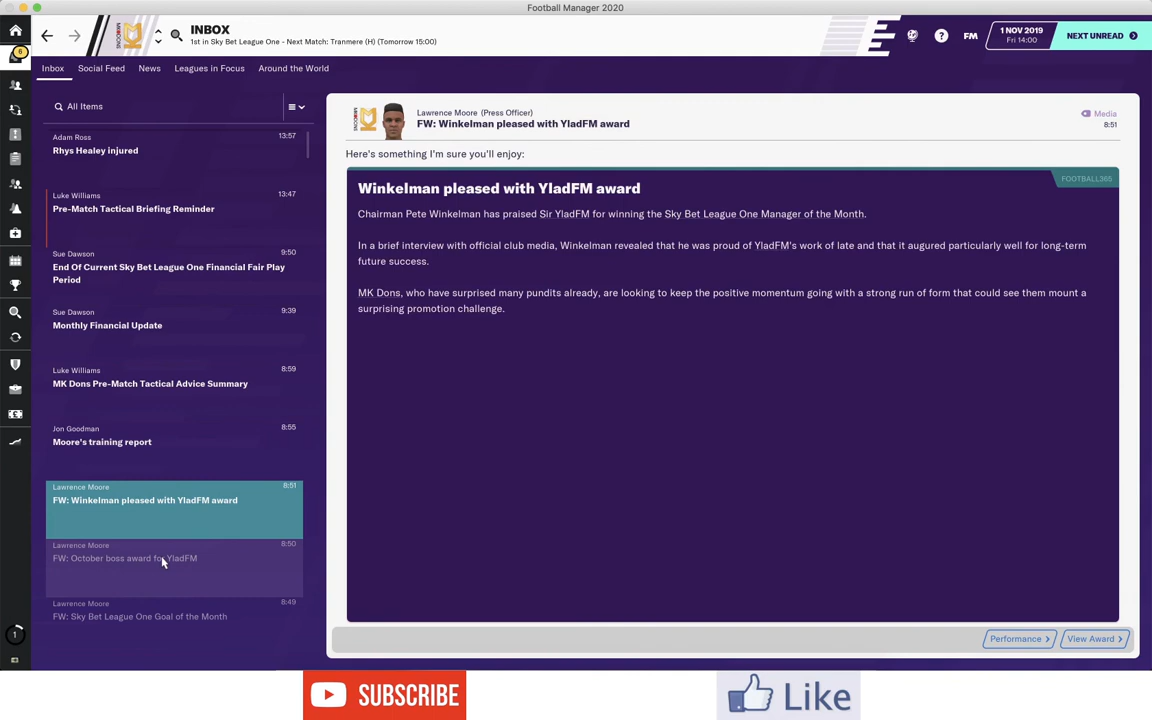 Football Manager 2020
INBOX
1st in Sky Bet League One - Next Match: Tranmere (H) (Tomorrow 15:00)
FM
1 NOV 2019
Fri 14:00
NEXT UNREAD
6
Inbox Social Feed News Leagues in Focus Around the World
All Items
Adam Ross 13:57
Rhys Healey injured
Luke Williams 13:47
Pre-Match Tactical Briefing Reminder
Sue Dawson 9:50
End Of Current Sky Bet League One Financial Fair Play
Period
Sue Dawson 9:39
Monthly Financial Update
Luke Williams 8:59
MK Dons Pre-Match Tactical Advice Summary
Jon Goodman 8:55
Moore's training report
Lawrence Moore 8:51
FW: Winkelman pleased with YladFM award
Lawrence Moore 8:50
FW: October boss award for YladFM
Lawrence Moore 8:49
FW: Sky Bet League One Goal of the Month
1
Lawrence Moore (Press Officer)
FW: Winkelman pleased with YladFM award
Media
8:51
Here's something I'm sure you'll enjoy:
FOOTBALL365
Winkelman pleased with YladFM award
Chairman Pete Winkelman has praised Sir YladFM for winning the Sky Bet League One Manager of the Month.
In a brief interview with official club media, Winkelman revealed that he was proud of YladFM's work of late and that it augured particularly well for long-term
future success.
MK Dons, who have surprised many pundits already, are looking to keep the positive momentum going with a strong run of form that could see them mount a
surprising promotion challenge.
Performance View Award
SUBSCRIBE
Like